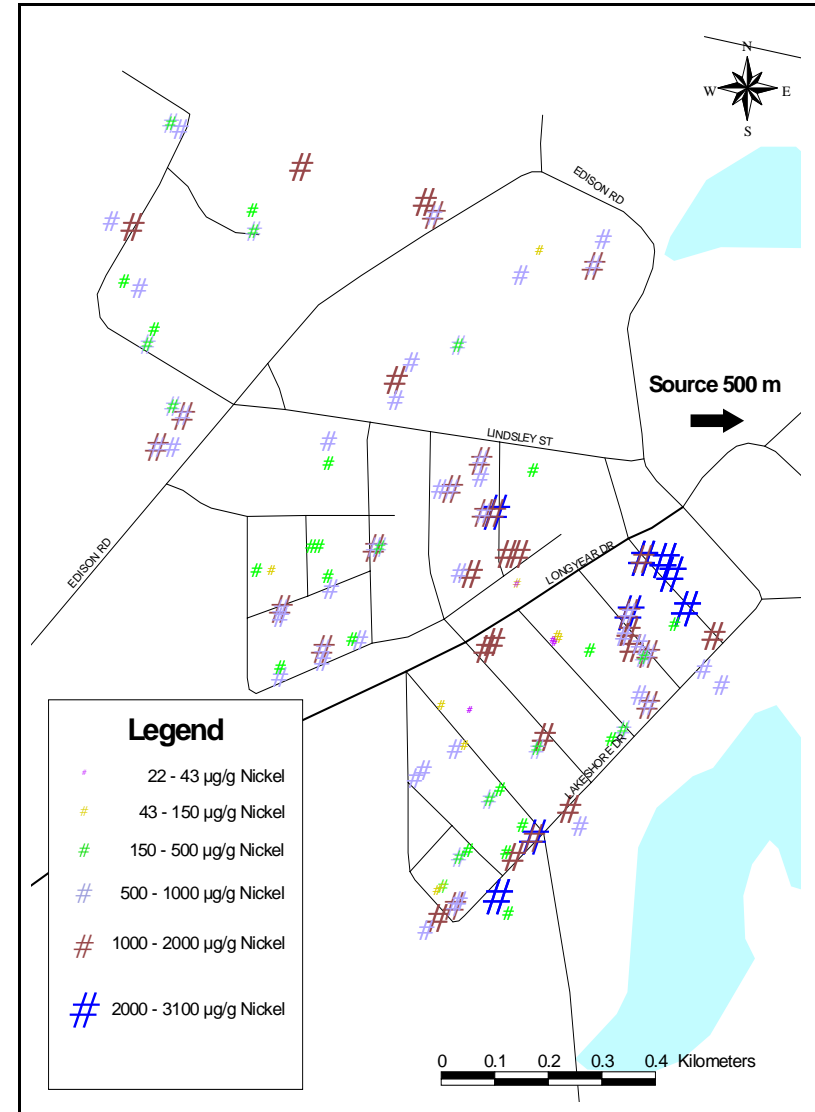 N
W E
S
EDISON RD
Source 500 m
LINDSLEY ST
EDISON RD
LONGYEAR DR
LAKESHORE DR
Legend
22 - 43 µg/g Nickel
43 - 150 µg/g Nickel
150 - 500 µg/g Nickel
500 - 1000 µg/g Nickel
1000 - 2000 µg/g Nickel
2000 - 3100 µg/g Nickel
0 0.1 0.2 0.3 0.4 Kilometers